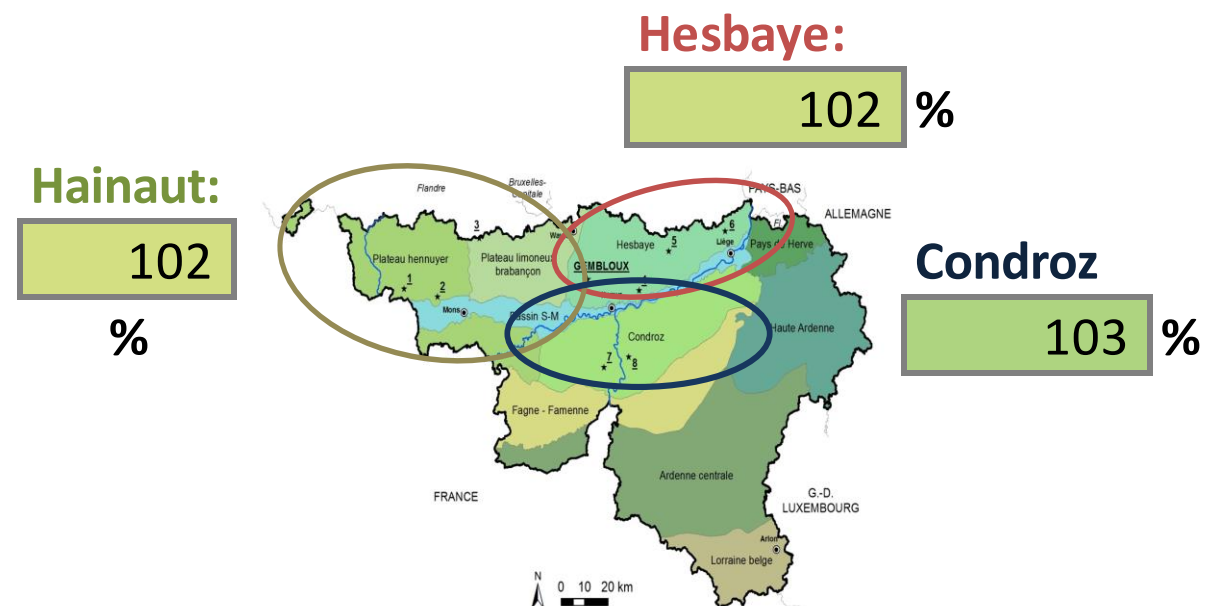 Hesbaye:
102 %
Hainaut:
102
%
Condroz
103 %
Flandre
Bruxelles-
Capitale
PAYS-BAS
ALLEMAGNE
3
6
5
Hesbaye
Liège
Pays de Herve
Plateau hennuyer
Plateau limoneux
brabançon
GEMBLOUX
1
2
Mons
Bassin S-M
Condroz
Haute Ardenne
7
8
Fagne - Famenne
Ardenne centrale
FRANCE
G.-D.
LUXEMBOURG
Arlon
Lorraine belge
N
0 10 20 km